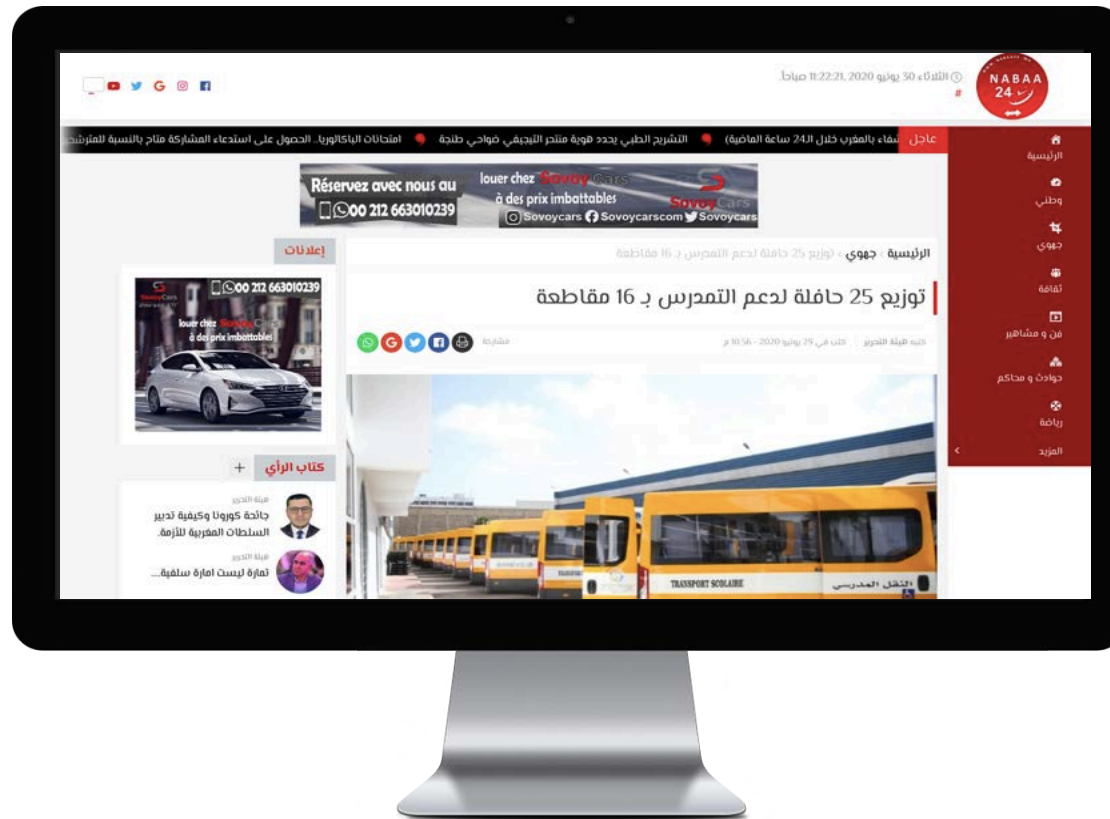 NABAA
24
الثلاثاء 30 يونيو 2020, 11:22:21 صباحاً.
#
الرئيسية
وطني
جهوي
ثقافة
فن و مشاهير
حوادث و محاكم
رياضة
المزيد
عاجل
شفاء بالمغرب خلال الـ24 ساعة الماضية) التشريح الطبي يحدد هوية منتحر التيجيفي ضواحي طنجة امتحانات الباكالوريا.. الحصول على استدعاء المشاركة متاح بالنسبة للمترشح
Réservez avec nous au
00 212 663010239
louer chez Sovoy Cars
à des prix imbattables
Sovoycars Sovoycarscom Sovoycars
Sovoy Cars
الرئيسية › جهوي › توزيع 25 حافلة لدعم التمدرس بـ 16 مقاطعة
توزيع 25 حافلة لدعم التمدرس بـ 16 مقاطعة
كتبه هيئة التحرير كتب في 29 يونيو 2020 - 10:56 م
مشاركة
TRANSPORT SCOLAIRE
النقل المدرسي
إعلانات
00 212 663010239
SovoyCars
louer chez Sovoy Cars
à des prix imbattables
كتاب الرأي +
هيئة التحرير
جائحة كورونا وكيفية تدبير
السلطات المغربية للأزمة.
هيئة التحرير
تمارة ليست امارة سلفية....